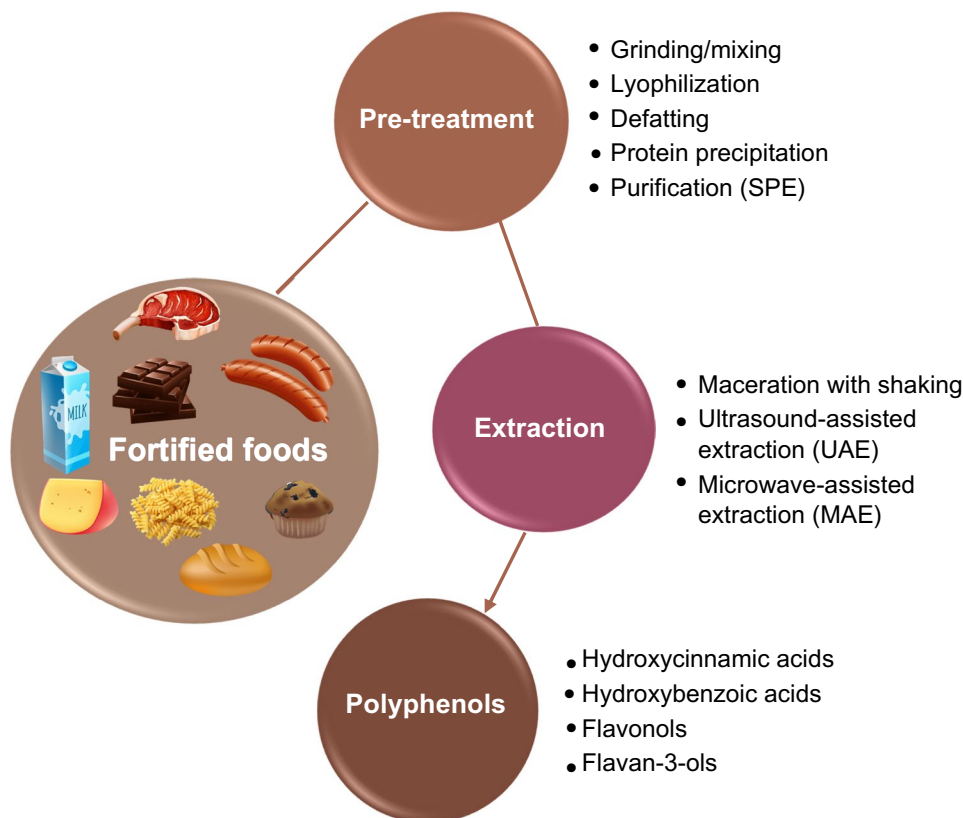 Pre-treatment
• Grinding/mixing
• Lyophilization
• Defatting
• Protein precipitation
• Purification (SPE)
MILK
Fortified foods
Extraction
• Maceration with shaking
• Ultrasound-assisted
extraction (UAE)
• Microwave-assisted
extraction (MAE)
Polyphenols
• Hydroxycinnamic acids
• Hydroxybenzoic acids
• Flavonols
• Flavan-3-ols